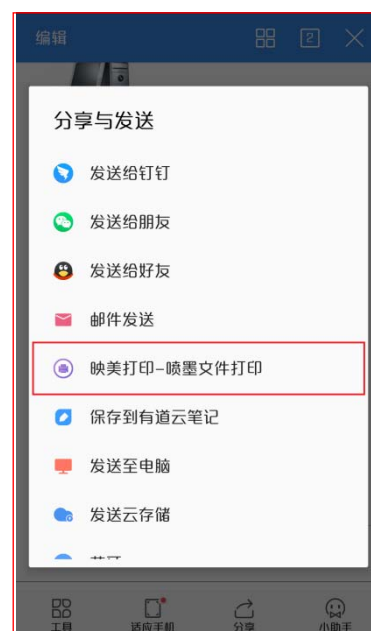 编辑
2
分享与发送
发送给钉钉
发送给朋友
发送给好友
邮件发送
映美打印-喷墨文件打印
保存到有道云笔记
发送至电脑
发送云存储
工具
适应手机
分享
小助手